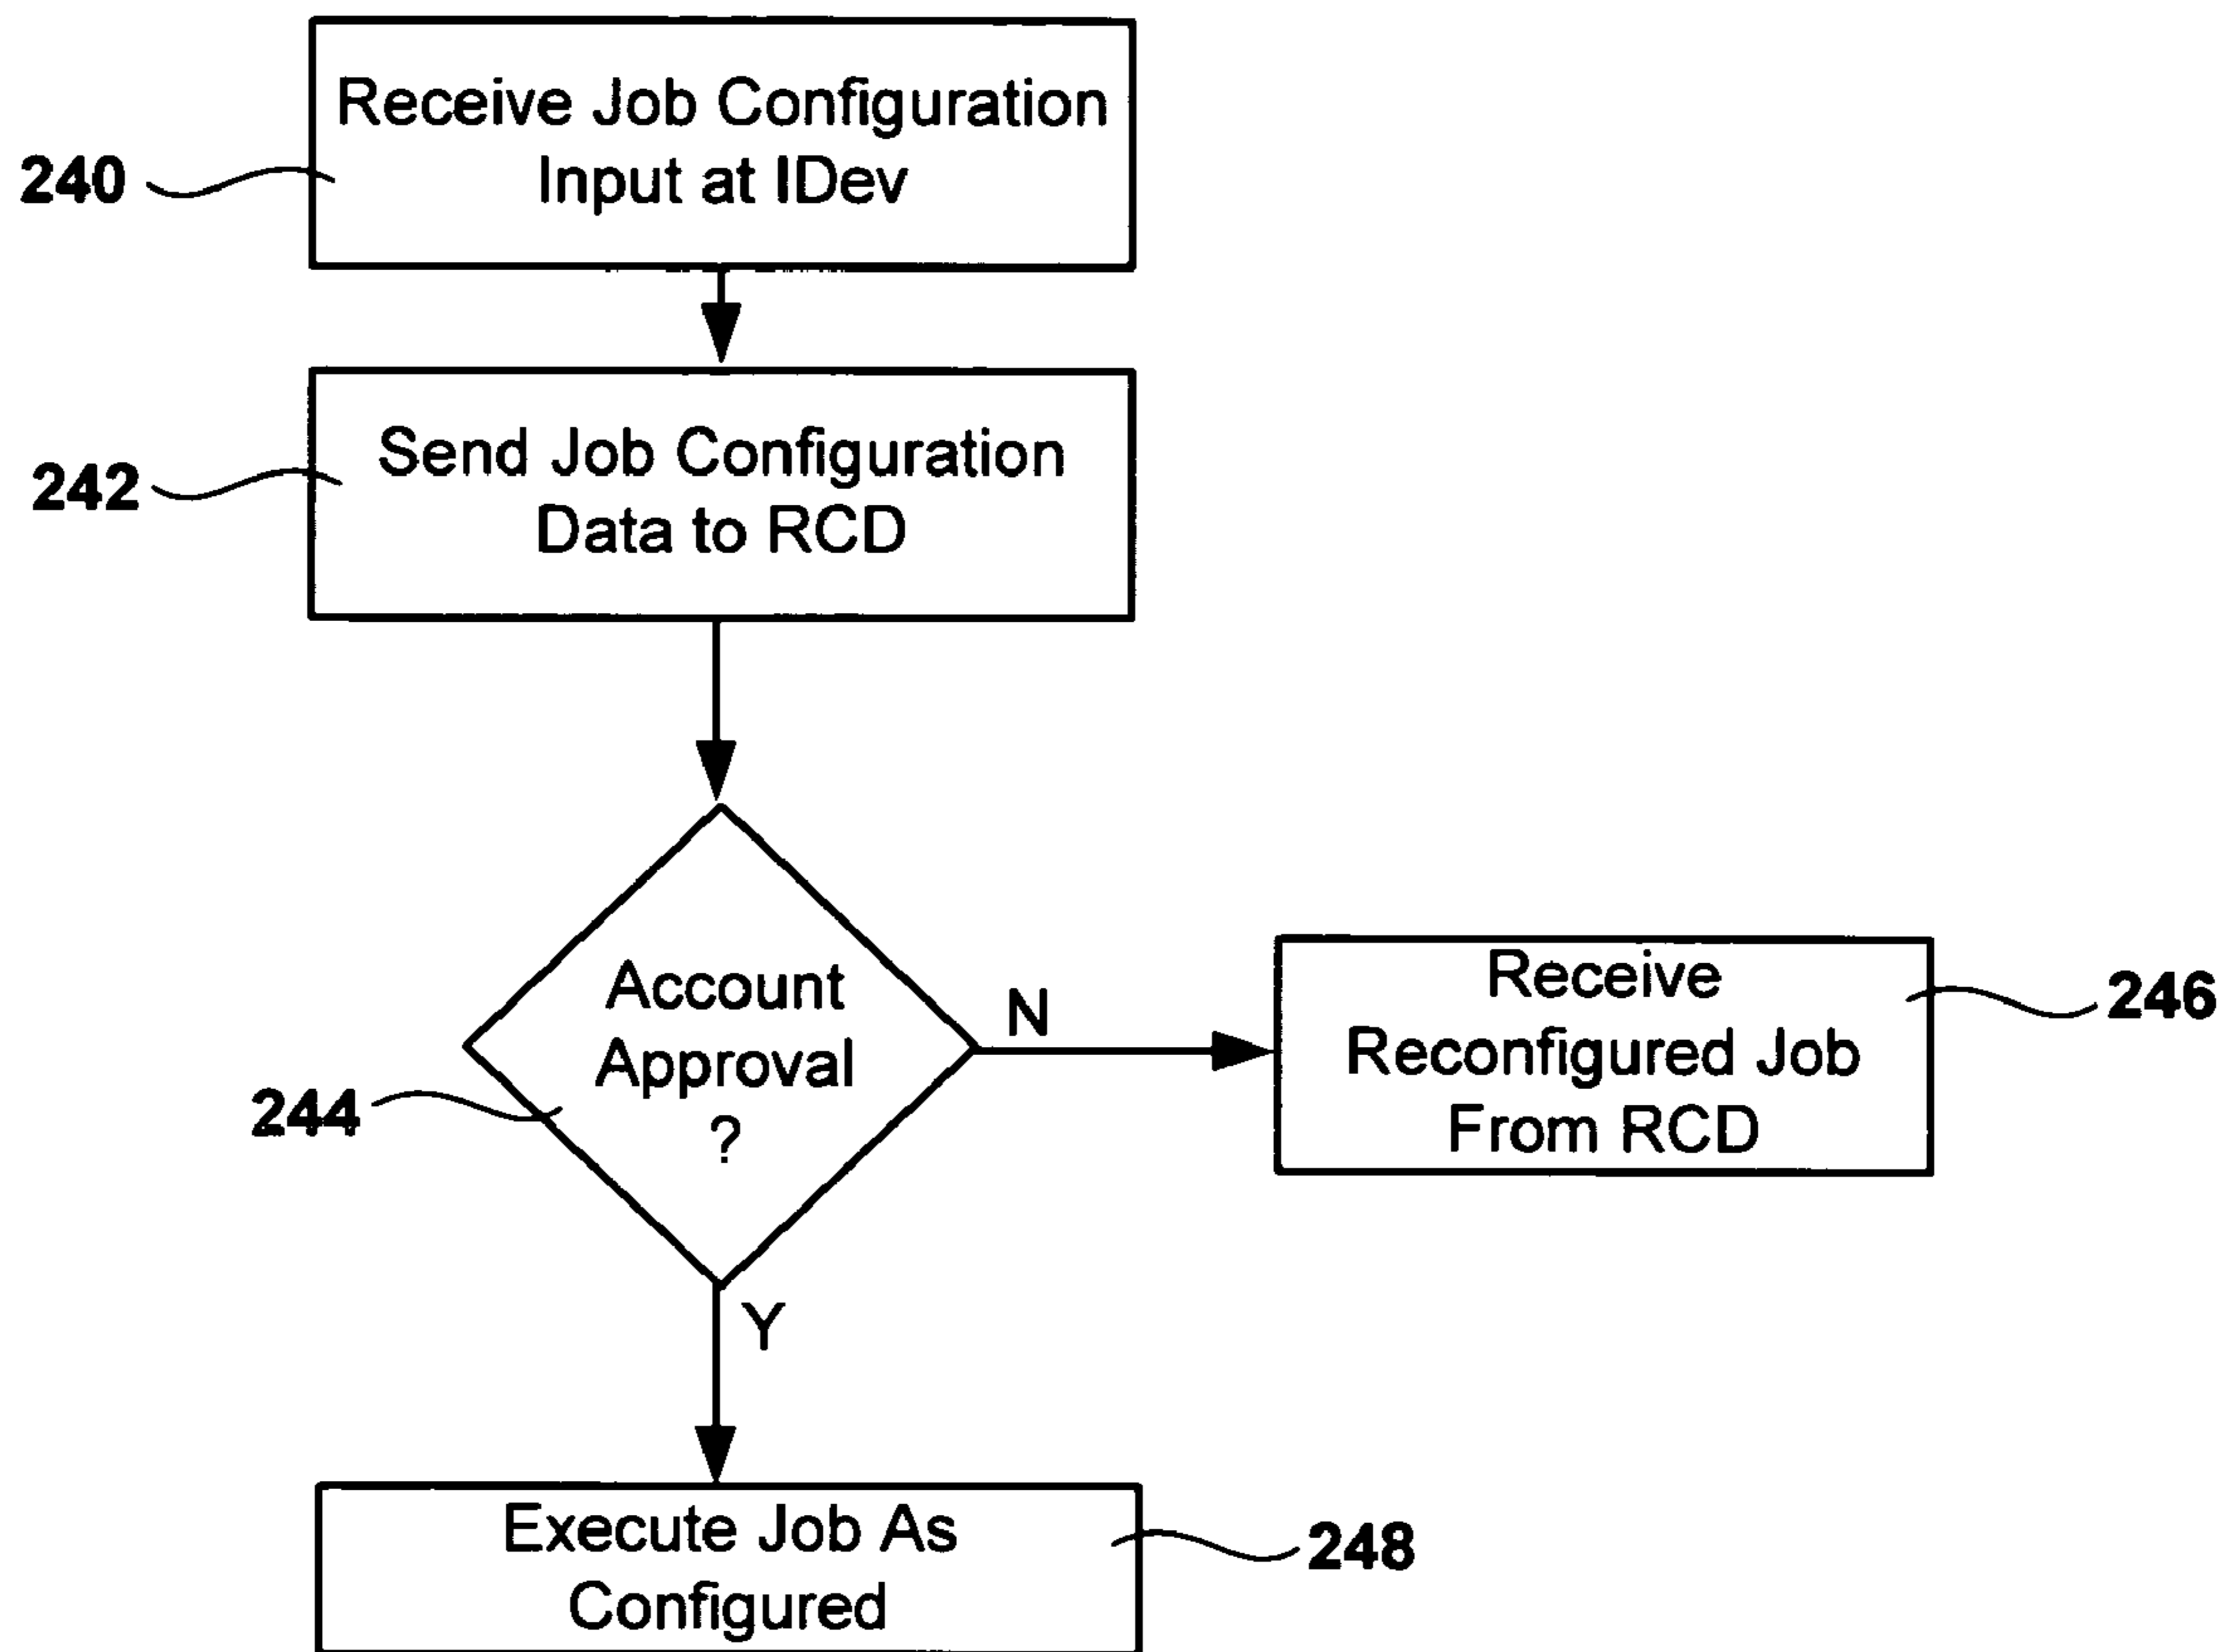 Receive Job Configuration
Input at IDev
240
Send Job Configuration
Data to RCD
242
Account
Approval
?
244
N
Receive
Reconfigured Job
From RCD
246
Y
Execute Job As
Configured
248